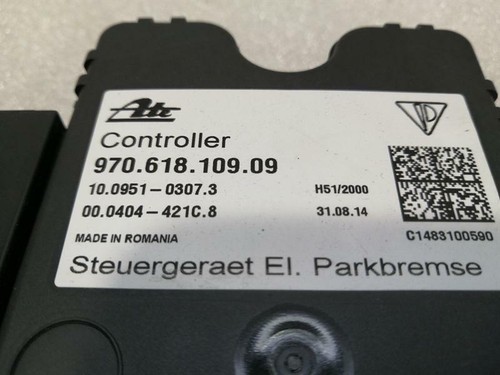 Ate
Controller
970.618.109.09
10.0951-0307.3 H51/2000
00.0404-421C.8 31.08.14
MADE IN ROMANIA C1483100590
Steuergeraet El. Parkbremse